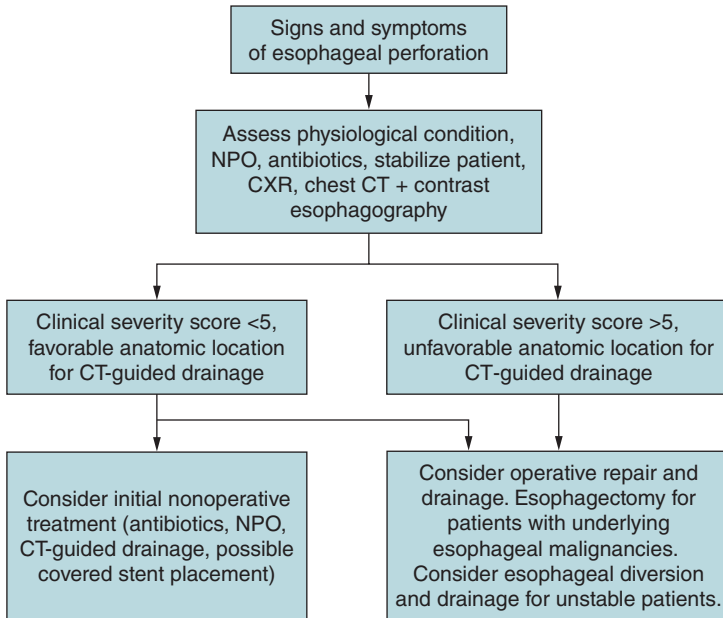 Signs and symptoms
of esophageal perforation
Assess physiological condition,
NPO, antibiotics, stabilize patient,
CXR, chest CT + contrast
esophagography
Clinical severity score <5,
favorable anatomic location
for CT-guided drainage
Clinical severity score >5,
unfavorable anatomic location for
CT-guided drainage
Consider initial nonoperative
treatment (antibiotics, NPO,
CT-guided drainage, possible
covered stent placement)
Consider operative repair and
drainage. Esophagectomy for
patients with underlying
esophageal malignancies.
Consider esophageal diversion
and drainage for unstable patients.